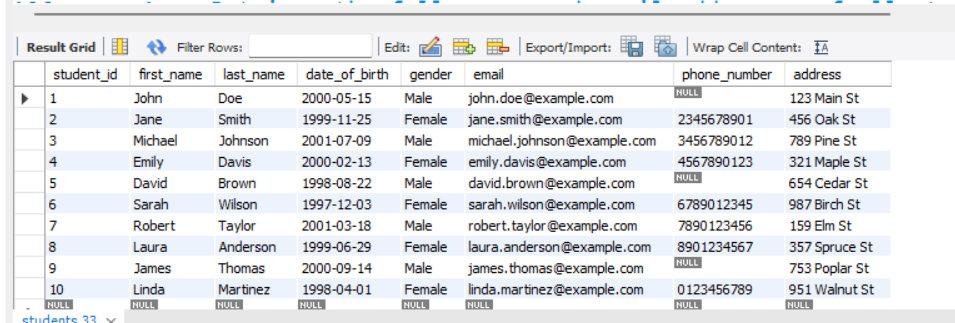 Result Grid Filter Rows: Edit: Export/Import: Wrap Cell Content: IA
student_id first_name last_name date_of_birth gender email phone_number address
1 John Doe 2000-05-15 Male john.doe@example.com NULL 123 Main St
2 Jane Smith 1999-11-25 Female jane.smith@example.com 2345678901 456 Oak St
3 Michael Johnson 2001-07-09 Male michael.johnson@example.com 3456789012 789 Pine St
4 Emily Davis 2000-02-13 Female emily.davis@example.com 4567890123 321 Maple St
5 David Brown 1998-08-22 Male david.brown@example.com NULL 654 Cedar St
6 Sarah Wilson 1997-12-03 Female sarah.wilson@example.com 6789012345 987 Birch St
7 Robert Taylor 2001-03-18 Male robert.taylor@example.com 7890123456 159 Elm St
8 Laura Anderson 1999-06-29 Female laura.anderson@example.com 8901234567 357 Spruce St
9 James Thomas 2000-09-14 Male james.thomas@example.com NULL 753 Poplar St
10 Linda Martinez 1998-04-01 Female linda.martinez@example.com 0123456789 951 Walnut St
NULL NULL NULL NULL NULL NULL NULL NULL
students 33